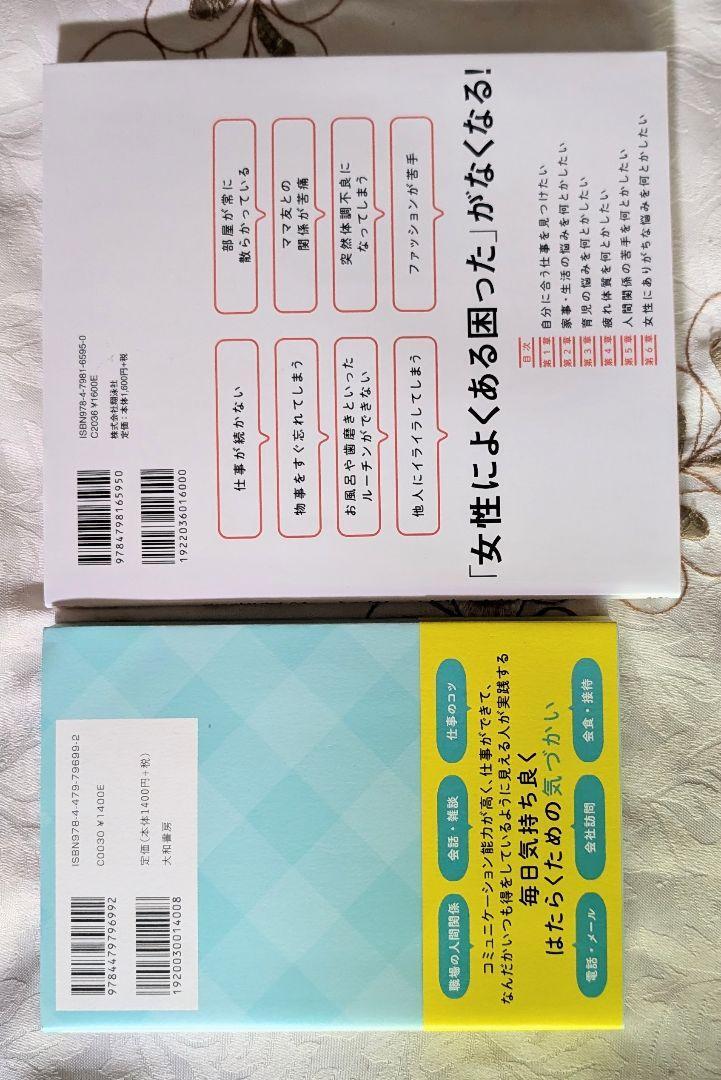 ISBN978-4-7981-6595-0
C2036 ¥1600E
株式会社翔泳社
定価：本体1,600円+税
9784798165950
1922036016000
仕事が続かない
部屋が常に
散らかっている
物事をすぐ忘れてしまう
ママ友との
関係が苦痛
お風呂や歯磨きといった
ルーチンができない
突然体調不良に
なってしまう
他人にイライラしてしまう
ファッションが苦手
「女性によくある困った」がなくなる!
目次
第1章 自分に合う仕事を見つけたい
第2章 家事・生活の悩みを何とかしたい
第3章 育児の悩みを何とかしたい
第4章 疲れ体質を何とかしたい
第5章 人間関係の苦手を何とかしたい
第6章 女性にありがちな悩みを何とかしたい
ISBN978-4-479-79699-2
C0030 ¥1400E
定価(本体1400円+税)
大和書房
9784479796992
1920030014008
職場の人間関係
会話・雑談
仕事のコツ
コミュニケーション能力が高く、仕事ができて、
なんだかいつも得をしているように見える人が実践する
毎日気持ち良く
はたらくための気づかい
電話・メール
会社訪問
会食・接待